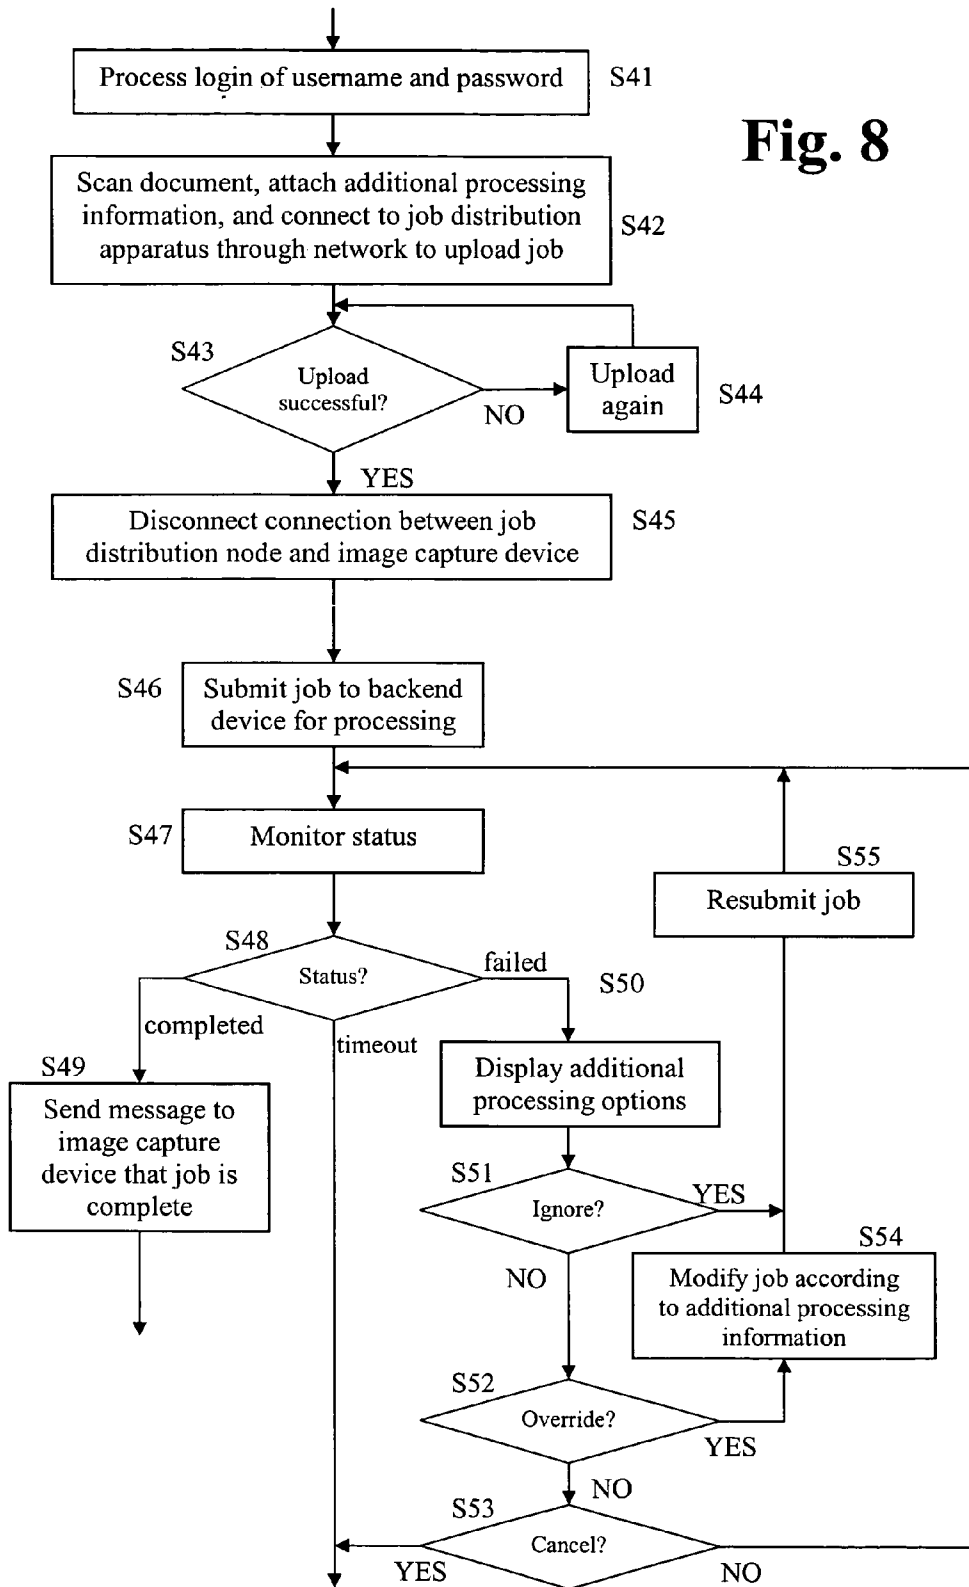 Process login of username and password
S41
Fig. 8
Scan document, attach additional processing
information, and connect to job distribution
apparatus through network to upload job
S42
S43
Upload
successful?
NO
Upload
again
S44
YES
Disconnect connection between job
distribution node and image capture device
S45
S46
Submit job to backend
device for processing
S47
Monitor status
S55
Resubmit job
S48
Status?
failed
S50
completed
timeout
S49
Send message to
image capture
device that job is
complete
Display additional
processing options
S51
Ignore?
YES
NO
S54
Modify job according
to additional processing
information
S52
Override?
YES
NO
S53
Cancel?
YES
NO